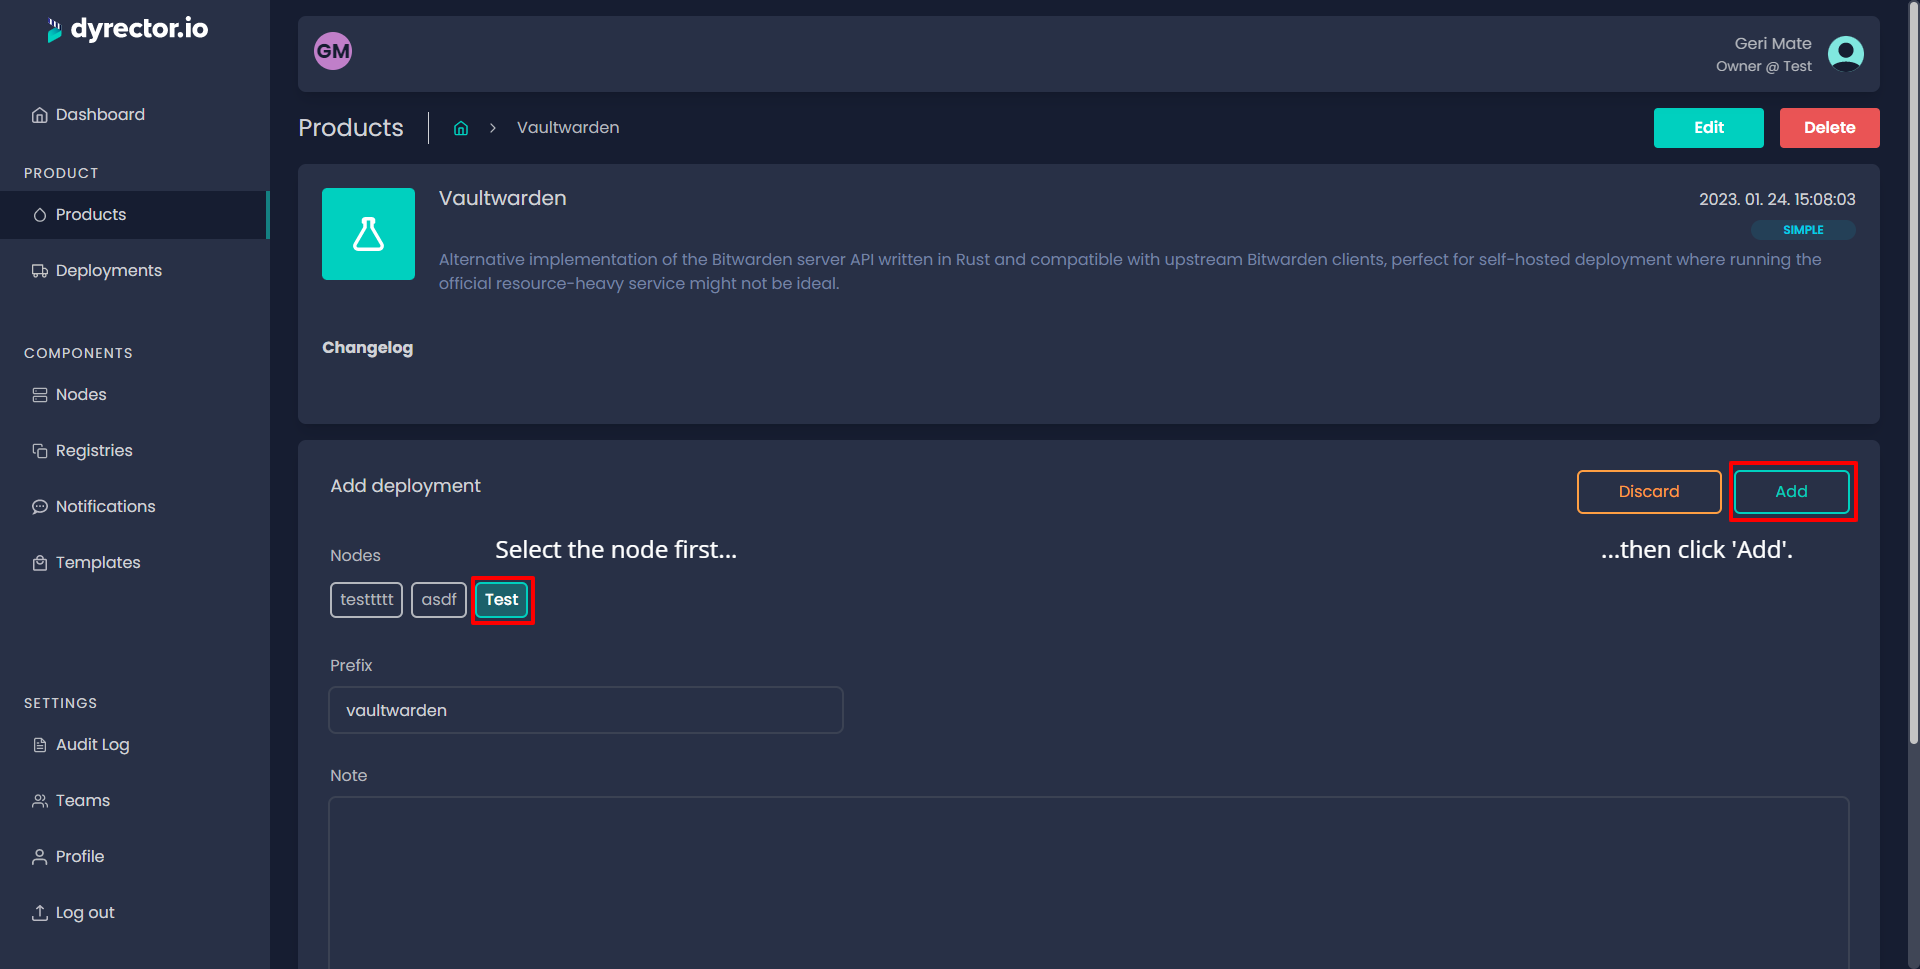 dyrector.io
GM
Geri Mate
Owner @ Test
Dashboard
PRODUCT
Products
Deployments
COMPONENTS
Nodes
Registries
Notifications
Templates
SETTINGS
Audit Log
Teams
Profile
Log out
Products
Vaultwarden
Edit
Delete
Vaultwarden
2023. 01. 24. 15:08:03
SIMPLE
Alternative implementation of the Bitwarden server API written in Rust and compatible with upstream Bitwarden clients, perfect for self-hosted deployment where running the
official resource-heavy service might not be ideal.
Changelog
Add deployment
Discard
Add
Nodes
Select the node first...
...then click 'Add'.
testtttt
asdf
Test
Prefix
vaultwarden
Note